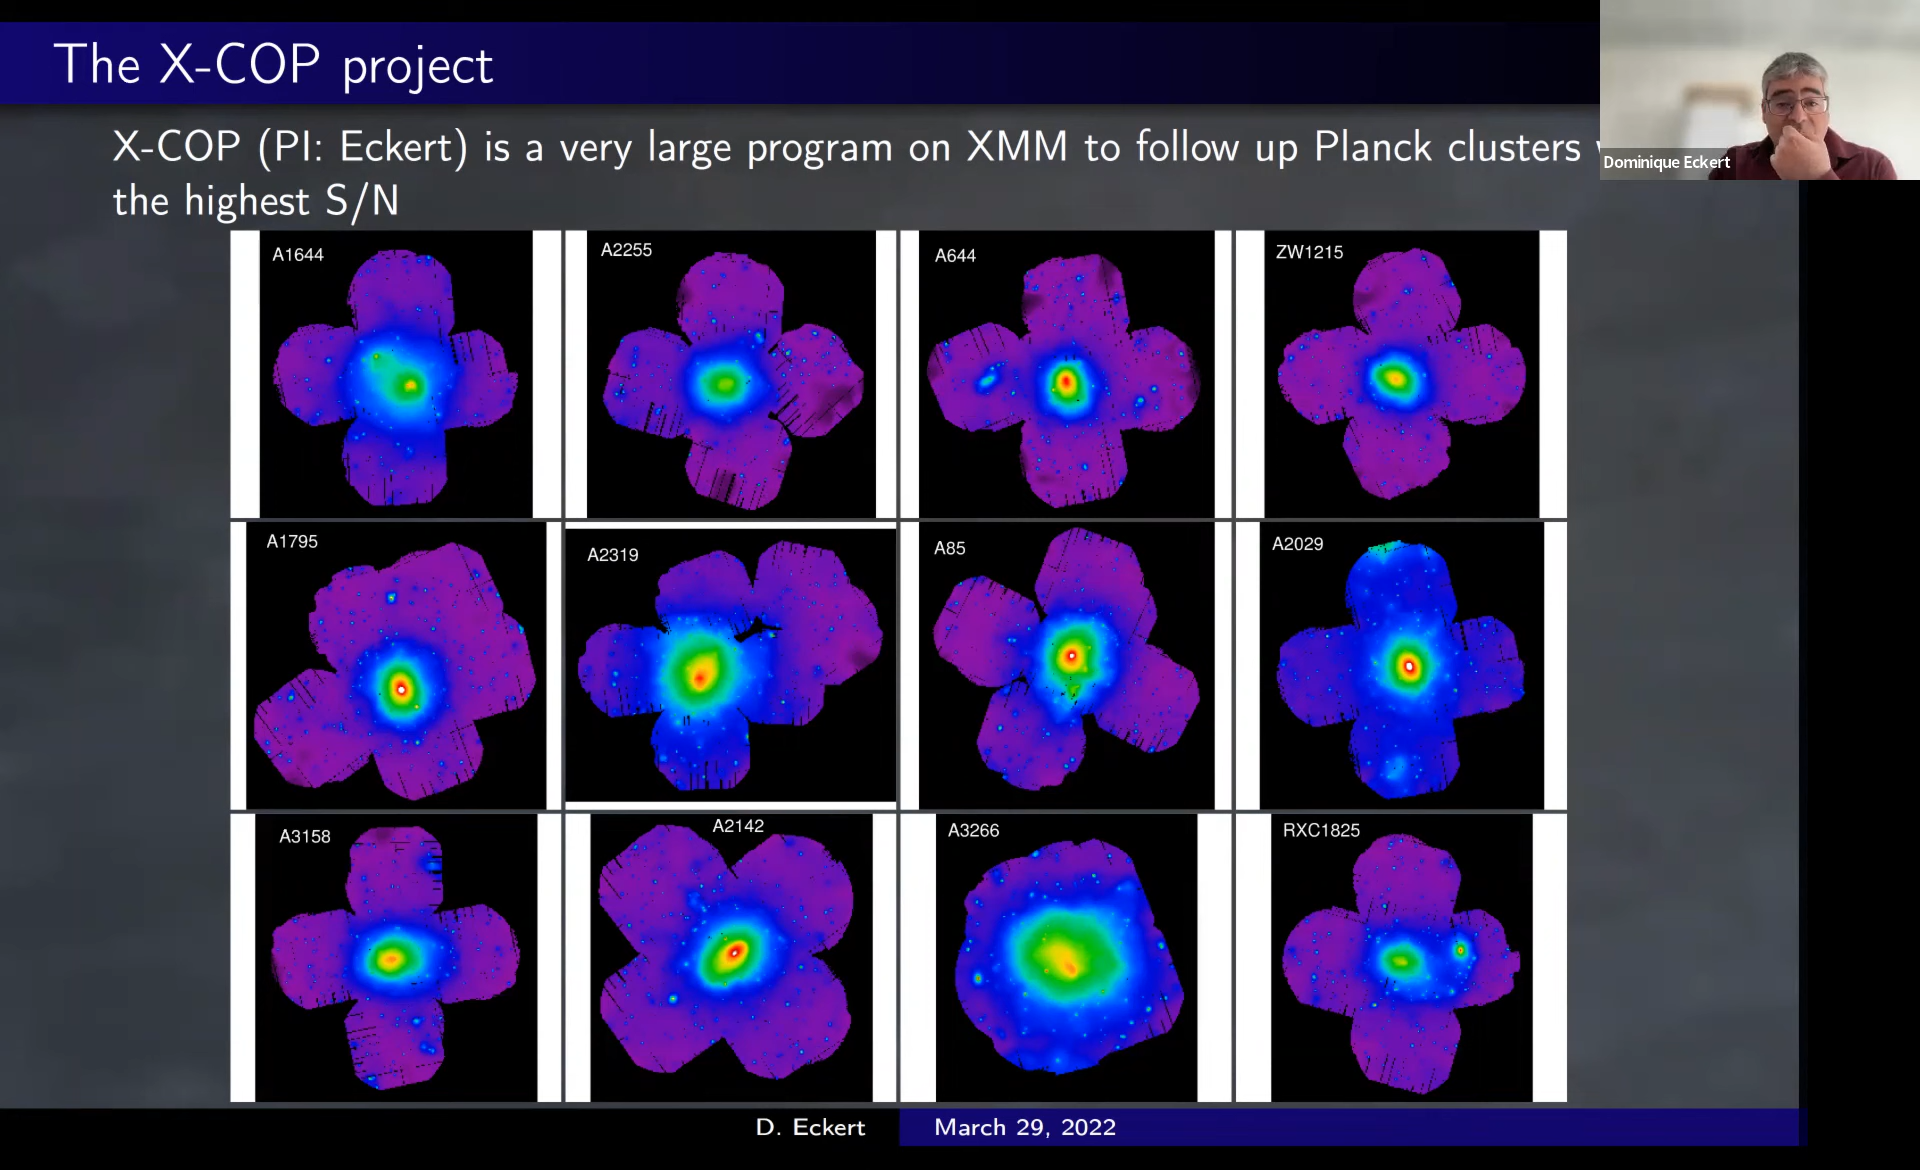 The X-COP project
X-COP (PI: Eckert) is a very large program on XMM to follow up Planck clusters
the highest S/N
Dominique Eckert
A1644
A2255
A644
ZW1215
A1795
A2319
A85
A2029
A3158
A2142
A3266
RXC1825
D. Eckert
March 29, 2022